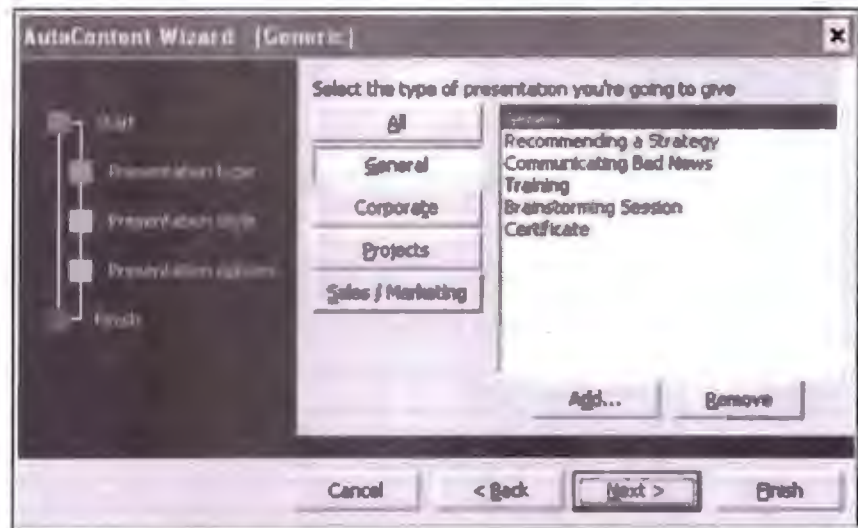 AutoContent Wizard - [Generic]
Select the type of presentation you're going to give
Start
Presentation type
Presentation style
Presentation options
Finish
All
General
Corporate
Projects
Sales / Marketing
Generic
Recommending a Strategy
Communicating Bad News
Training
Brainstorming Session
Certificate
Add...
Remove
Cancel
< Back
Next >
Finish